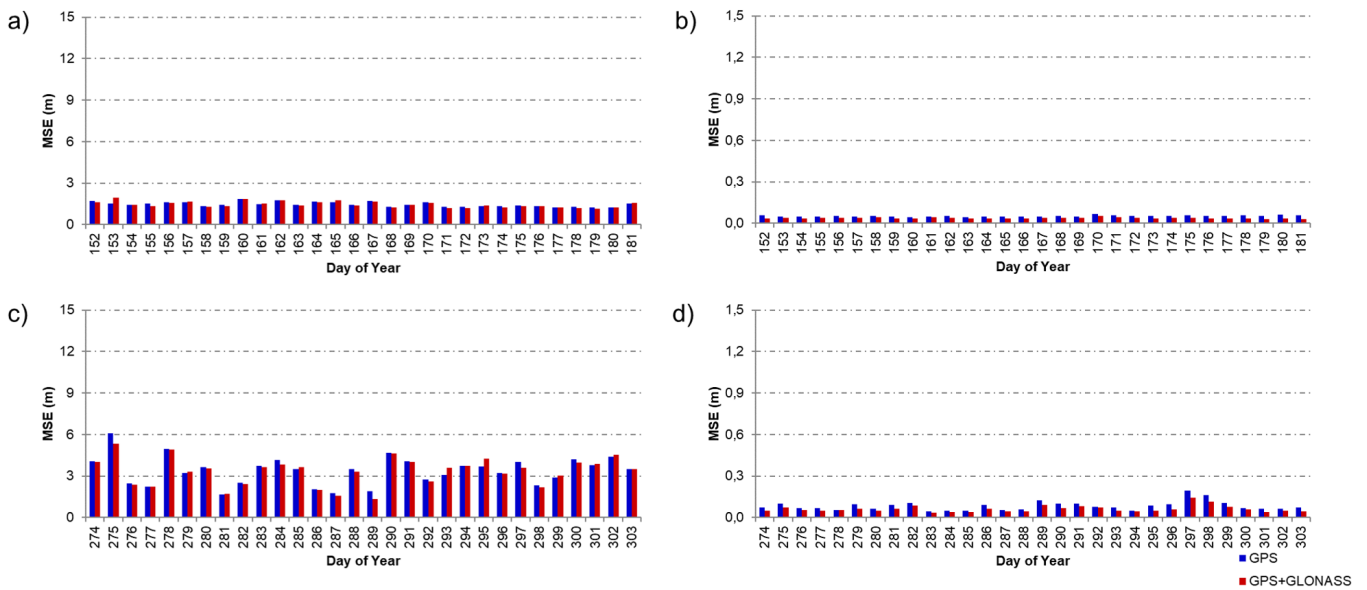 a)
MSE (m)
15
12
9
6
3
0
152 153 154 155 156 157 158 159 160 161 162 163 164 165 166 167 168 169 170 171 172 173 174 175 176 177 178 179 180 181
Day of Year
b)
MSE (m)
1,5
1,2
0,9
0,6
0,3
0,0
152 153 154 155 156 157 158 159 160 161 162 163 164 165 166 167 168 169 170 171 172 173 174 175 176 177 178 179 180 181
Day of Year
c)
MSE (m)
15
12
9
6
3
0
274 275 276 277 278 279 280 281 282 283 284 285 286 287 288 289 290 291 292 293 294 295 296 297 298 299 300 301 302 303
Day of Year
d)
MSE (m)
1,5
1,2
0,9
0,6
0,3
0,0
274 275 276 277 278 279 280 281 282 283 284 285 286 287 288 289 290 291 292 293 294 295 296 297 298 299 300 301 302 303
Day of Year
GPS
GPS+GLONASS